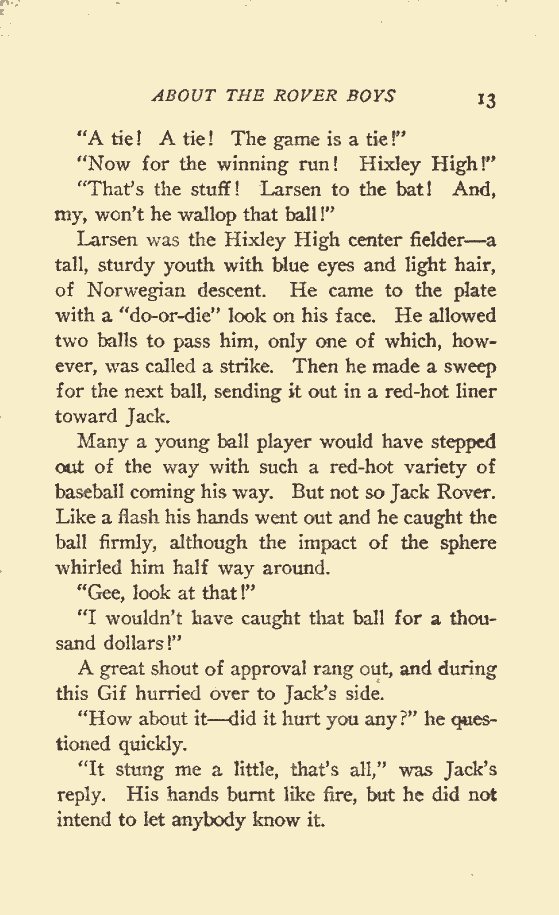 ABOUT THE ROVER BOYS 13
"A tie! A tie! The game is a tie!"
"Now for the winning run! Hixley High!"
"That's the stuff! Larsen to the bat! And,
my, won't he wallop that ball!"
Larsen was the Hixley High center fielder—a
tall, sturdy youth with blue eyes and light hair,
of Norwegian descent. He came to the plate
with a "do-or-die" look on his face. He allowed
two balls to pass him, only one of which, how-
ever, was called a strike. Then he made a sweep
for the next ball, sending it out in a red-hot liner
toward Jack.
Many a young ball player would have stepped
out of the way with such a red-hot variety of
baseball coming his way. But not so Jack Rover.
Like a flash his hands went out and he caught the
ball firmly, although the impact of the sphere
whirled him half way around.
"Gee, look at that!"
"I wouldn't have caught that ball for a thou-
sand dollars!"
A great shout of approval rang out, and during
this Gif hurried over to Jack's side.
"How about it—did it hurt you any?" he ques-
tioned quickly.
"It stung me a little, that's all," was Jack's
reply. His hands burnt like fire, but he did not
intend to let anybody know it.